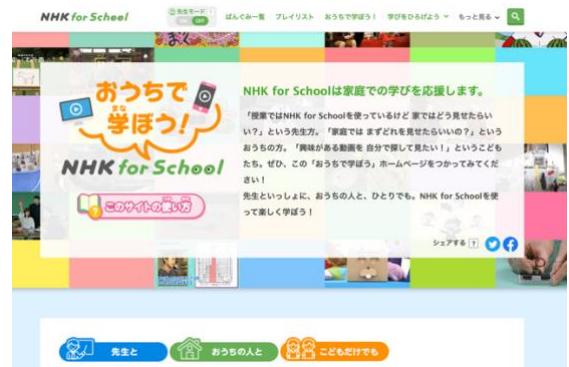 NHK for School
先生モード ?
ON OFF
ばんぐみ一覧 プレイリスト おうちで学ぼう! 学びをひろげよう もっと見る
おうちで
まな
学ぼう!
NHK for School
このサイトの使い方
NHK for Schoolは家庭での学びを応援します。
「授業ではNHK for Schoolを使っているけど 家ではどう見せたらい
い?」という先生方。「家庭では まずどれを見せたらいいの?」という
おうちの方。「興味がある動画を 自分で探して見たい!」というこども
たち。ぜひ、この「おうちで学ぼう」ホームページをつかってみてくだ
さい!
先生といっしょに、おうちの人と、ひとりでも。NHK for Schoolを使
って楽しく学ぼう!
シェアする ?
先生と おうちの人と こどもだけでも